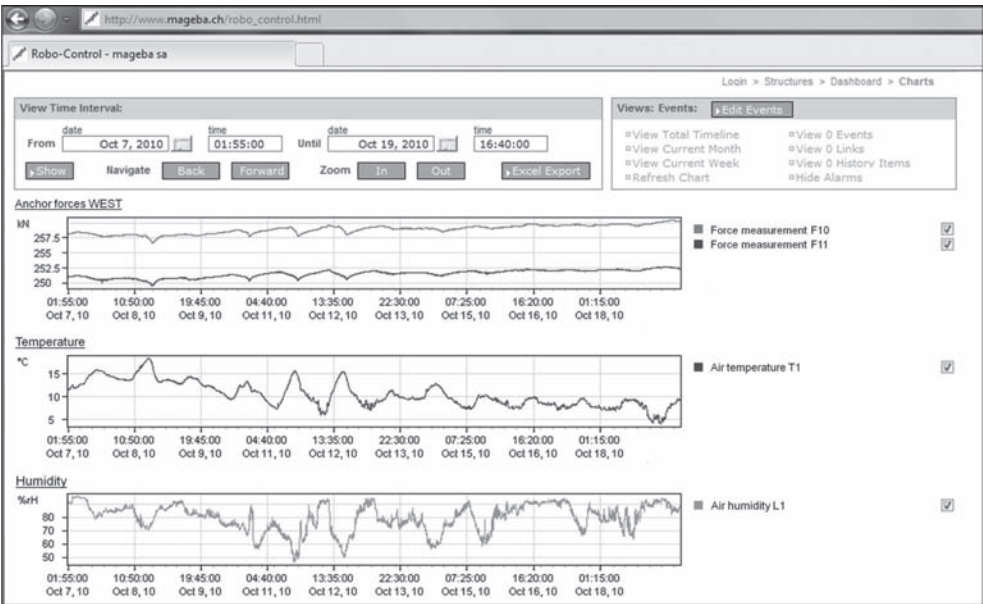 http://www.mageba.ch/robo_control.html
Robo-Control - mageba sa
Login > Structures > Dashboard > Charts
View Time Interval:
date time date time
From Oct 7, 2010 01:55:00 Until Oct 19, 2010 16:40:00
Show Navigate Back Forward Zoom In Out Excel Export
Views: Events: Edit Events
View Total Timeline View 0 Events
View Current Month View 0 Links
View Current Week View 0 History Items
Refresh Chart Hide Alarms
Anchor forces WEST
kN
257.5
255
252.5
250
01:55:00 10:50:00 19:45:00 04:40:00 13:35:00 22:30:00 07:25:00 16:20:00 01:15:00
Oct 7, 10 Oct 8, 10 Oct 9, 10 Oct 11, 10 Oct 12, 10 Oct 13, 10 Oct 15, 10 Oct 16, 10 Oct 18, 10
Force measurement F10
Force measurement F11
Temperature
°C
15
10
5
01:55:00 10:50:00 19:45:00 04:40:00 13:35:00 22:30:00 07:25:00 16:20:00 01:15:00
Oct 7, 10 Oct 8, 10 Oct 9, 10 Oct 11, 10 Oct 12, 10 Oct 13, 10 Oct 15, 10 Oct 16, 10 Oct 18, 10
Air temperature T1
Humidity
%rH
80
70
60
50
01:55:00 10:50:00 19:45:00 04:40:00 13:35:00 22:30:00 07:25:00 16:20:00 01:15:00
Oct 7, 10 Oct 8, 10 Oct 9, 10 Oct 11, 10 Oct 12, 10 Oct 13, 10 Oct 15, 10 Oct 16, 10 Oct 18, 10
Air humidity L1